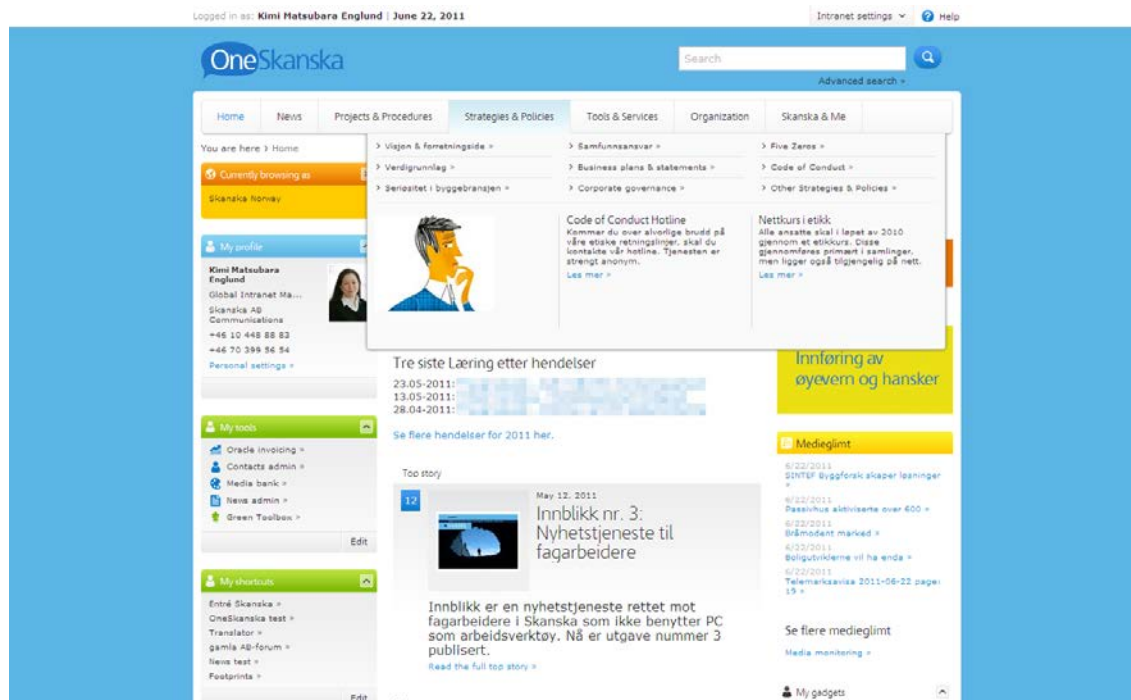 Logged in as: Kimi Matsubara Englund | June 22, 2011
Intranet settings
Help
OneSkanska
Search
Advanced search »
Home
News
Projects & Procedures
Strategies & Policies
Tools & Services
Organization
Skanska & Me
You are here > Home
> Visjon & forretningside »
> Verdigrunnlag »
> Seriøsitet i byggebransjen »
> Samfunnsansvar »
> Business plans & statements »
> Corporate governance »
> Five Zeros »
> Code of Conduct »
> Other Strategies & Policies »
Code of Conduct Hotline
Kommer du over alvorlige brudd på
våre etiske retningslinjer, skal du
kontakte vår hotline. Tjenesten er
strengt anonym.
Les mer »
Nettkurs i etikk
Alle ansatte skal i løpet av 2010
gjennom et etikkurs. Disse
gjennomføres primært i samlinger,
men ligger også tilgjengelig på nett.
Les mer »
Currently browsing as
Skanska Norway
My profile
Kimi Matsubara
Englund
Global Intranet Ma...
Skanska AB
Communications
+46 10 448 88 83
+46 70 399 56 54
Personal settings »
My tools
Oracle invoicing »
Contacts admin »
Media bank »
News admin »
Green Toolbox »
Edit
My shortcuts
Entré Skanska »
OneSkanska test »
Translator »
gamla AB-forum »
News test »
Footprints »
Edit
Tre siste Læring etter hendelser
23.05-2011:
13.05-2011:
28.04-2011:
Se flere hendelser for 2011 her.
Top story
12
May 12, 2011
Innblikk nr. 3:
Nyhetstjeneste til
fagarbeidere
Innblikk er en nyhetstjeneste rettet mot
fagarbeidere i Skanska som ikke benytter PC
som arbeidsverktøy. Nå er utgave nummer 3
publisert.
Read the full top story »
Innføring av
øyevern og hansker
Medieglimt
6/22/2011
SINTEF Byggforsk skaper løsninger
»
6/22/2011
Passivhus aktiviserte over 600 »
6/22/2011
Bråmodent marked »
6/22/2011
Boligutviklerne vil ha enda »
6/22/2011
Telemarksavisa 2011-06-22 page:
19 »
Se flere medieglimt
Media monitoring »
My gadgets